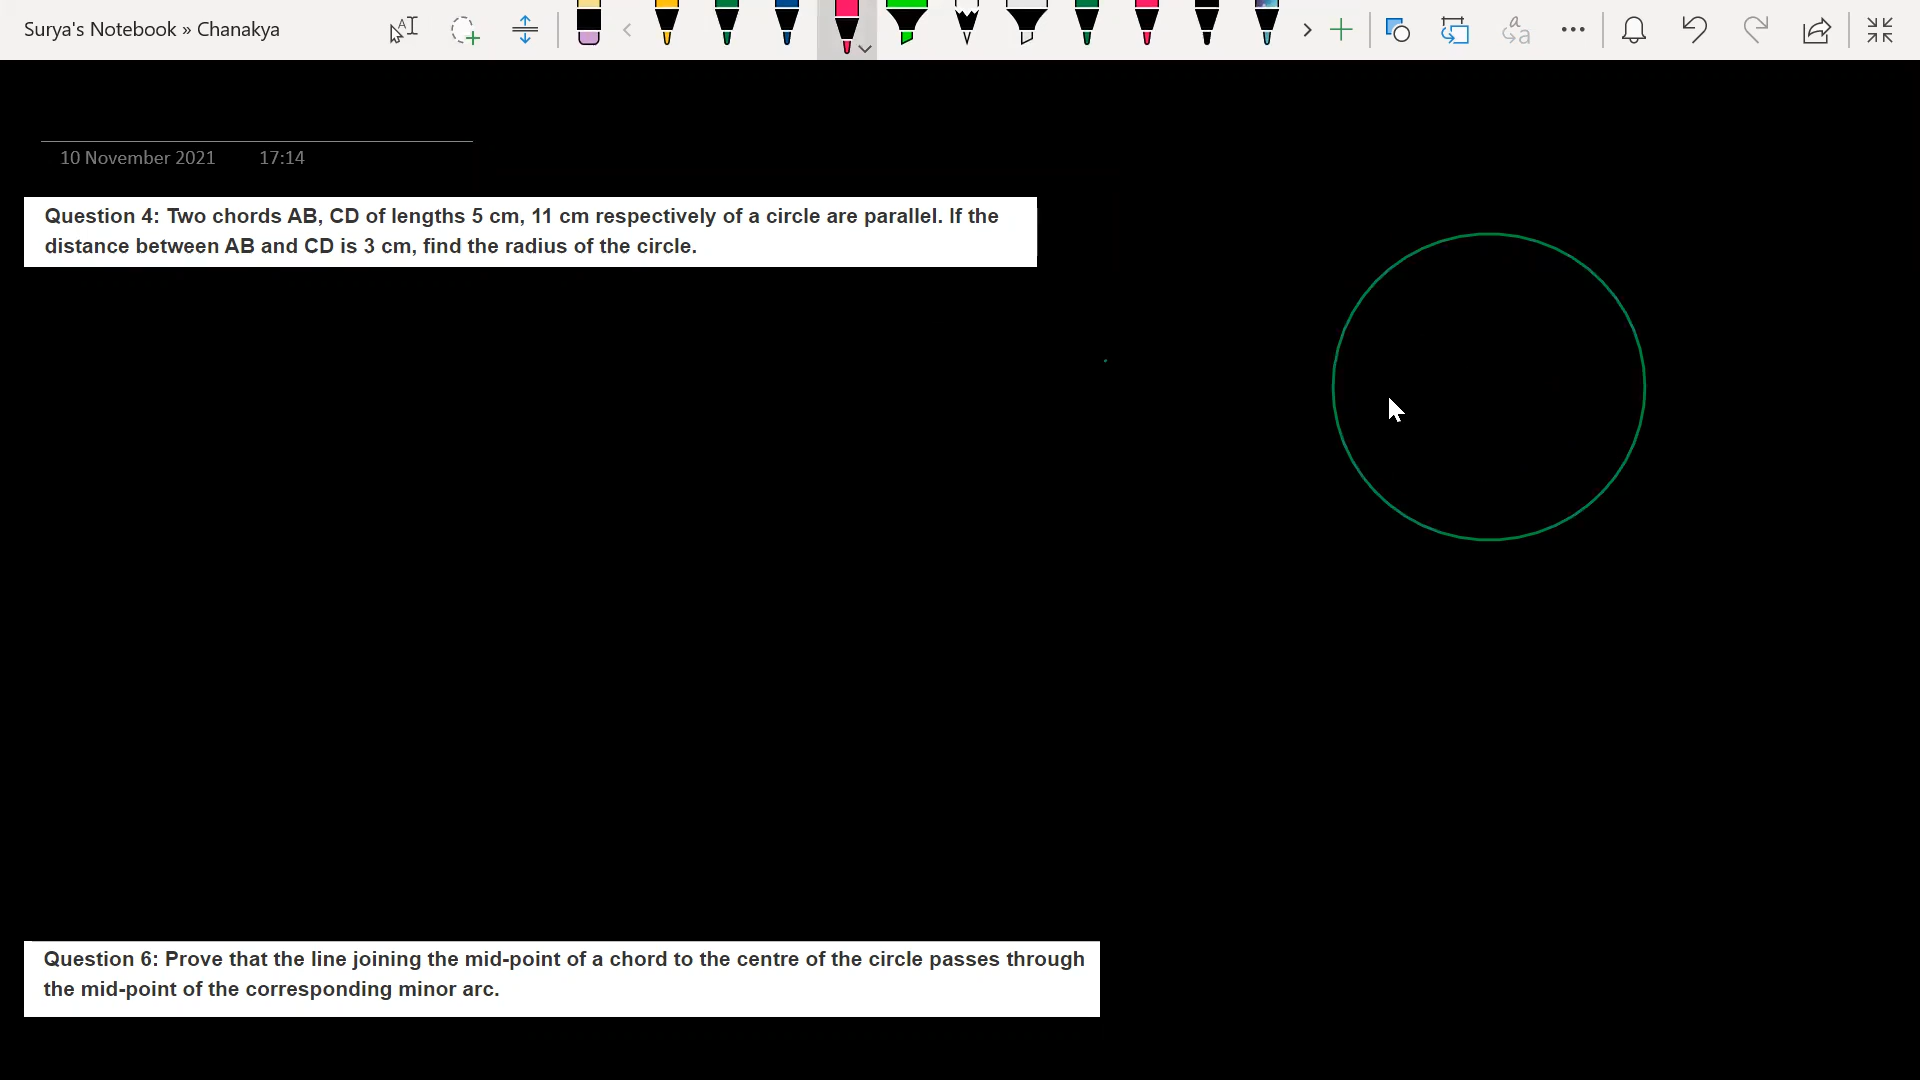 Surya's Notebook » Chanakya
10 November 2021 17:14
Question 4: Two chords AB, CD of lengths 5 cm, 11 cm respectively of a circle are parallel. If the
distance between AB and CD is 3 cm, find the radius of the circle.
Question 6: Prove that the line joining the mid-point of a chord to the centre of the circle passes through
the mid-point of the corresponding minor arc.